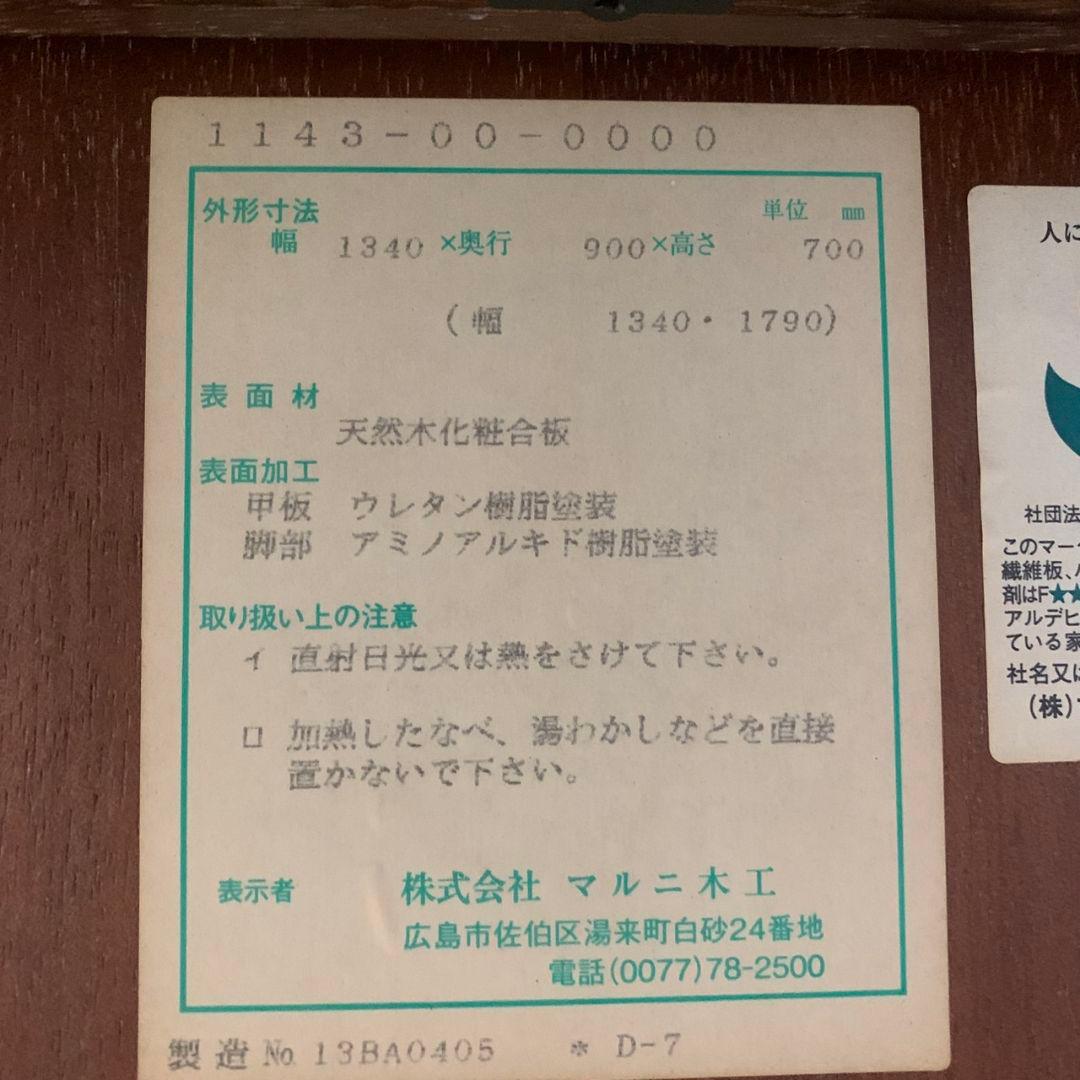 1143-00-0000
外形寸法 単位 mm
幅 1340 ×奥行 900 ×高さ 700
(幅 1340・1790)
表面材
天然木化粧合板
表面加工
甲板 ウレタン樹脂塗装
脚部 アミノアルキド樹脂塗装
取り扱い上の注意
イ 直射日光又は熱をさけて下さい。
ロ 加熱したなべ、湯わかしなどを直接
置かないで下さい。
表示者 株式会社 マルニ木工
広島市佐伯区湯来町白砂24番地
電話(0077)78-2500
製造 No. 13BA0405 * D-7
人に
社団法
このマーク
繊維板、
剤はF★★
アルデヒ
ている家
社名又は
(株)